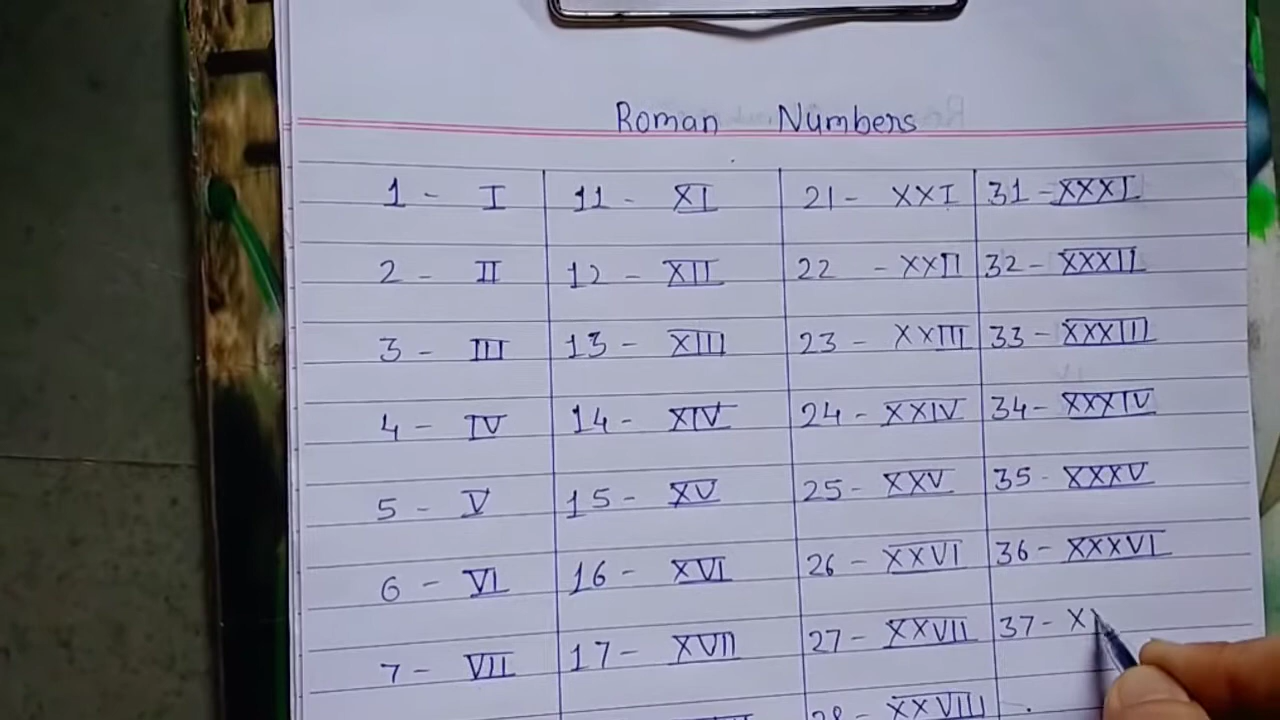 Roman Numbers
1 - I 11 - XI 21 - XXI 31 - XXXI
2 - II 12 - XII 22 - XXII 32 - XXXII
3 - III 13 - XIII 23 - XXIII 33 - XXXIII
4 - IV 14 - XIV 24 - XXIV 34 - XXXIV
5 - V 15 - XV 25 - XXV 35 - XXXV
6 - VI 16 - XVI 26 - XXVI 36 - XXXVI
7 - VII 17 - XVII 27 - XXVII 37 - X
28 - XXVIII